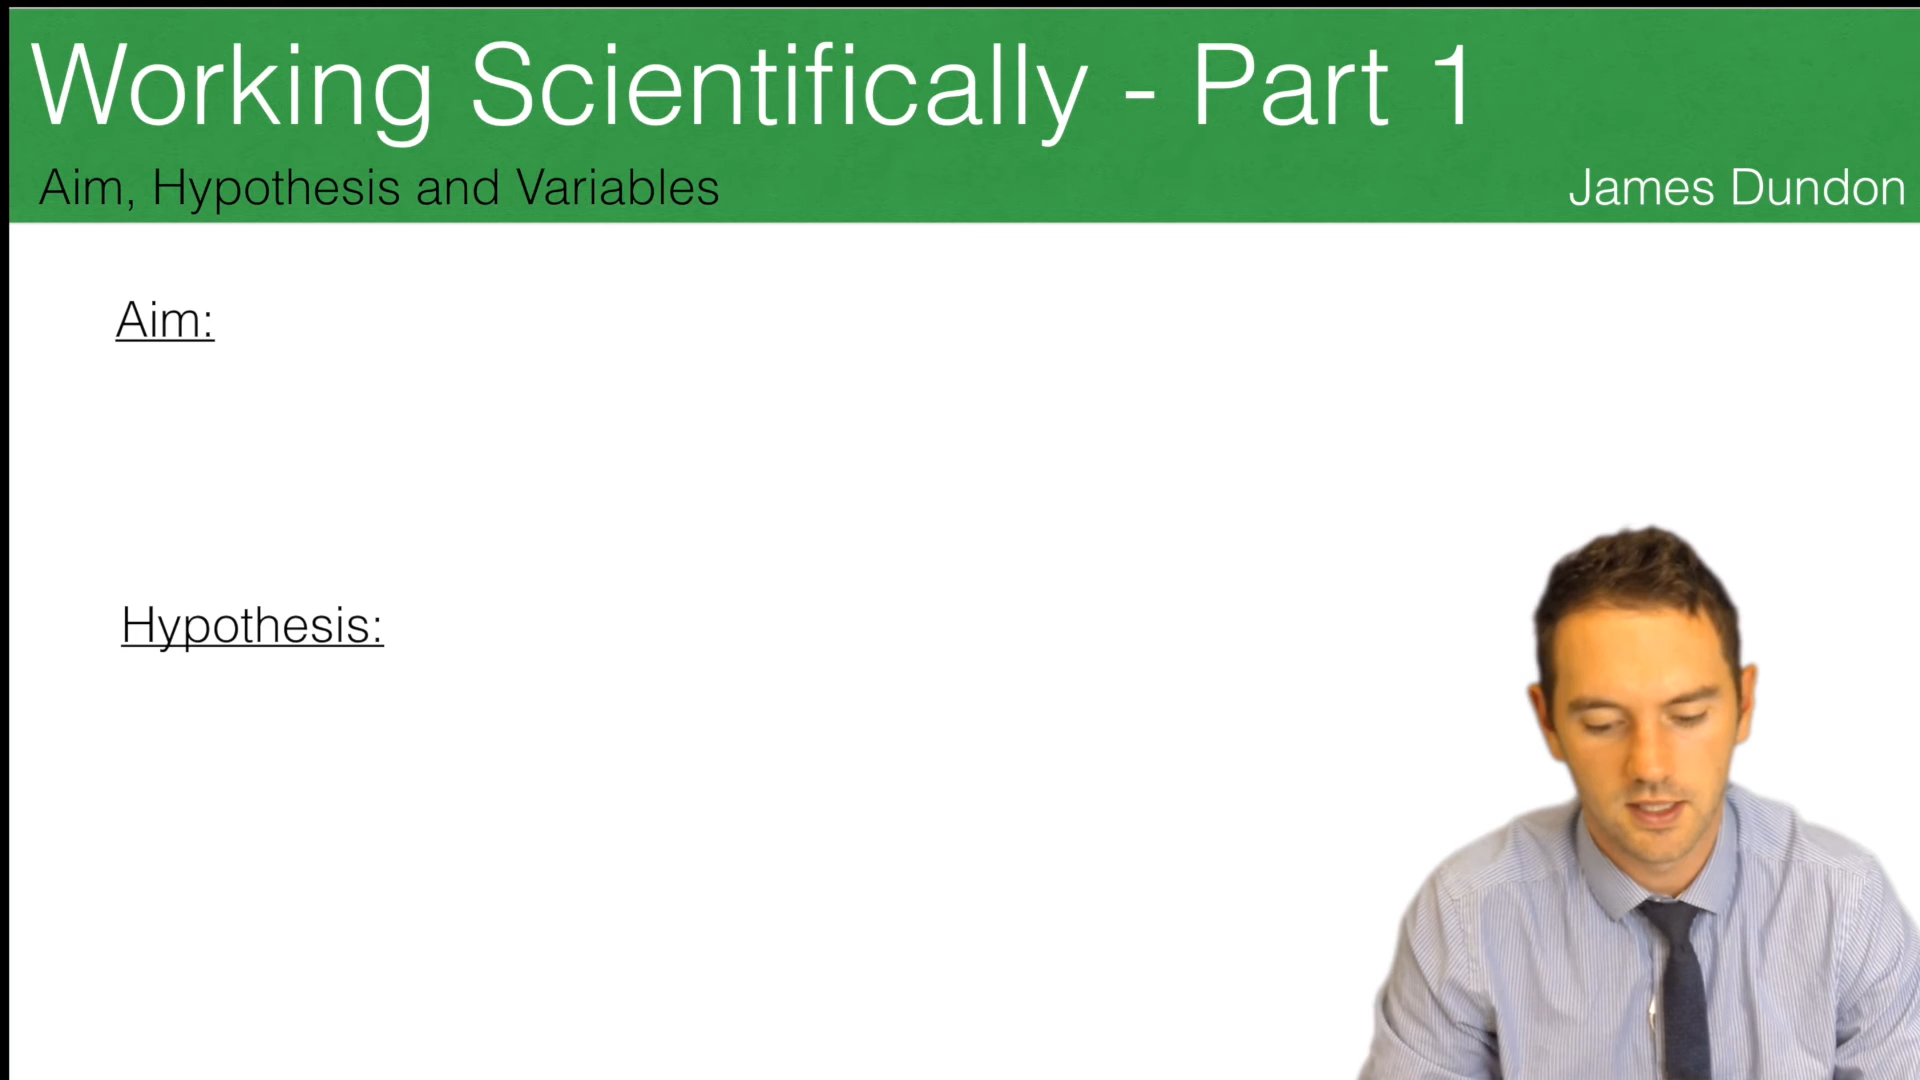 Working Scientifically - Part 1
Aim, Hypothesis and Variables
James Dundon
Aim:
Hypothesis: